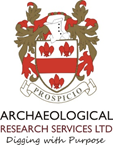 PROSPICIO
ARCHAEOLOGICAL
RESEARCH SERVICES LTD
Digging with Purpose